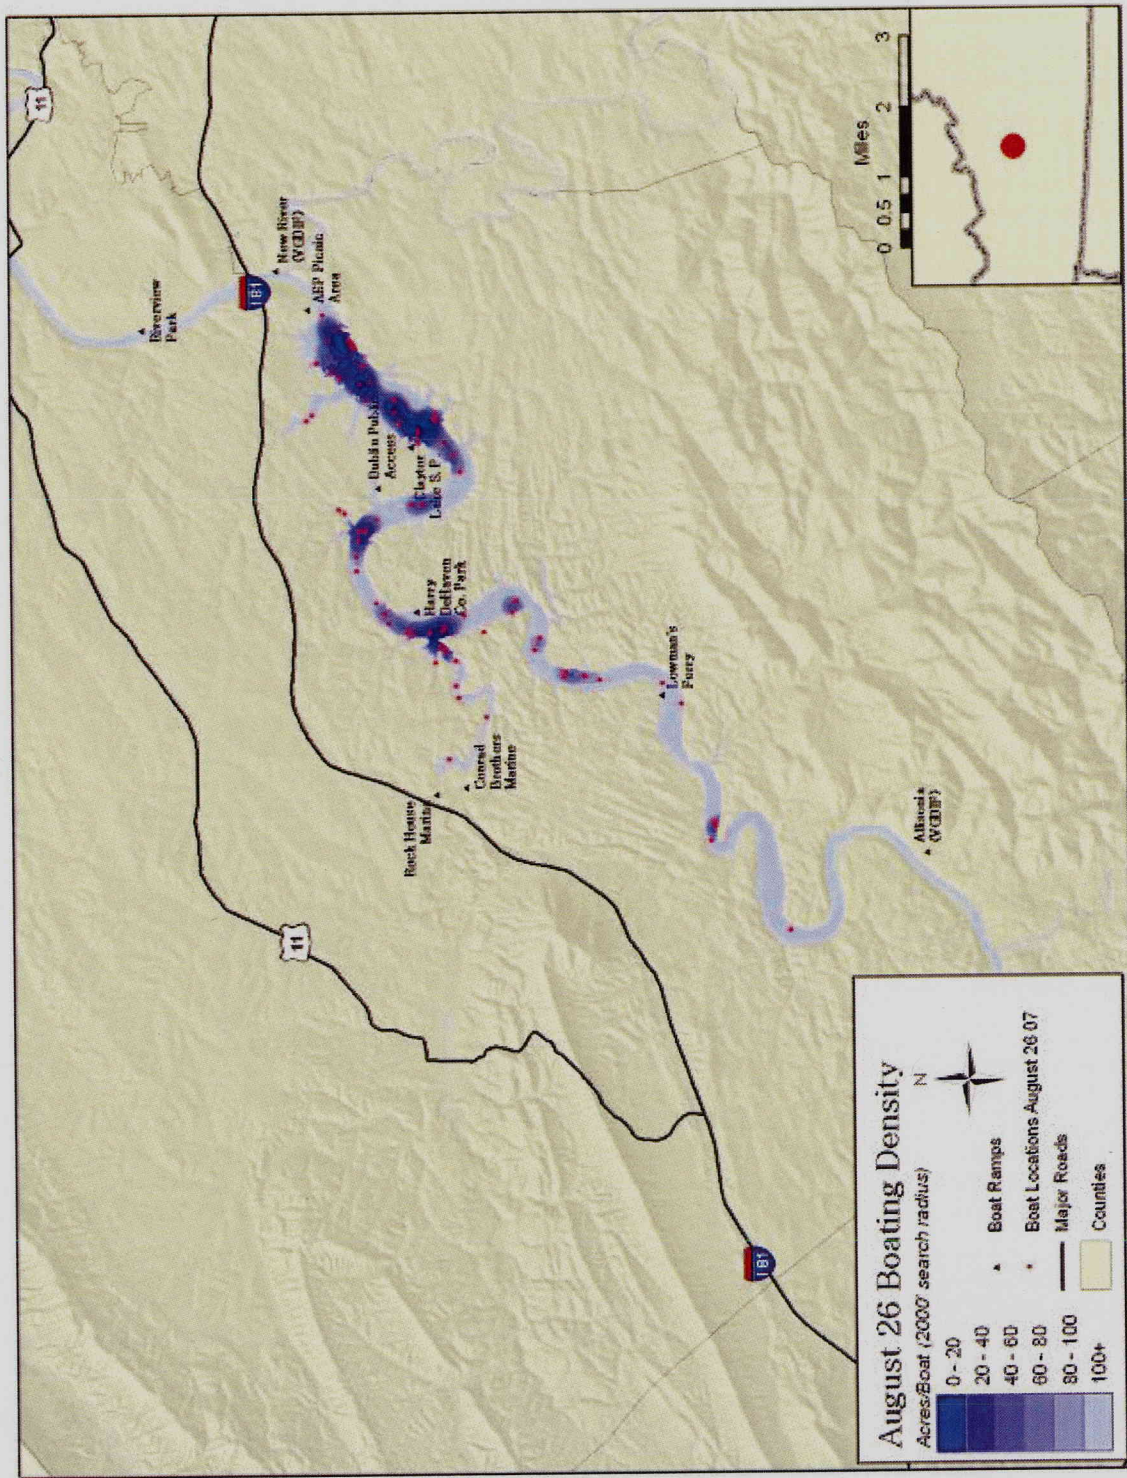 August 26 Boating Density
Acres/Boat (2000' search radius)
0 - 20
20 - 40
40 - 60
60 - 80
80 - 100
100+
N
Boat Ramps
Boat Locations August 26 07
Major Roads
Counties
11
I 81
11
I 81
Rock House
Marina
Conrad
Brothers
Marine
Allisonia
(VGDIF)
Lowman's
Ferry
Harry
DeHaven
Co. Park
Dublin Public
Access
Claytor
Lake S. P.
Riverview
Park
New River
(VGDIF)
AEP Picnic
Area
Miles
0 0.5 1 2 3